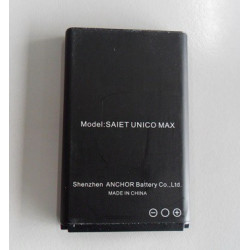 Model:SAIET UNICO MAX
Shenzhen ANCHOR Battery Co.,Ltd.
MADE IN CHINA